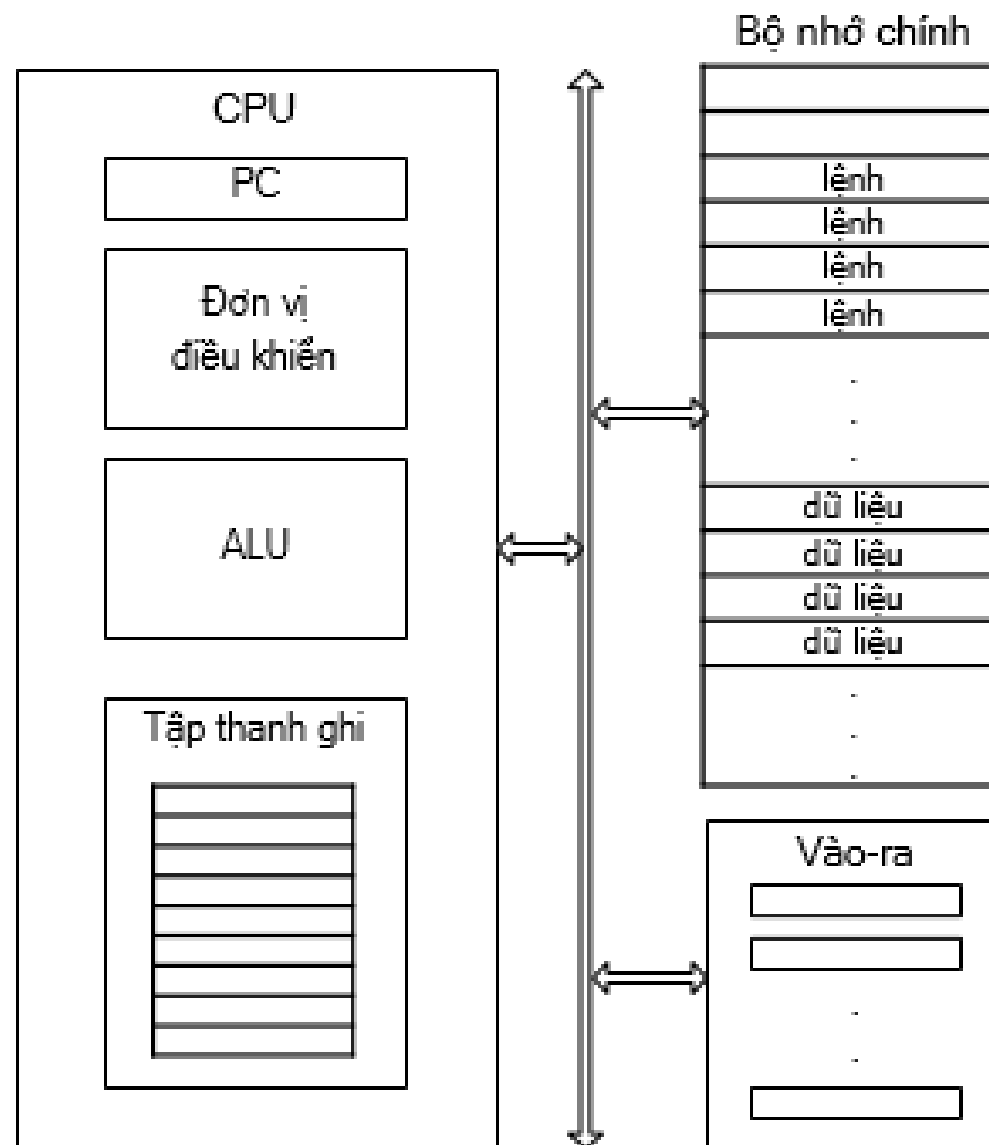 Bộ nhớ chính
CPU
PC
Đơn vị
điều khiển
ALU
Tập thanh ghi
lệnh
lệnh
lệnh
lệnh
dữ liệu
dữ liệu
dữ liệu
dữ liệu
Vào-ra